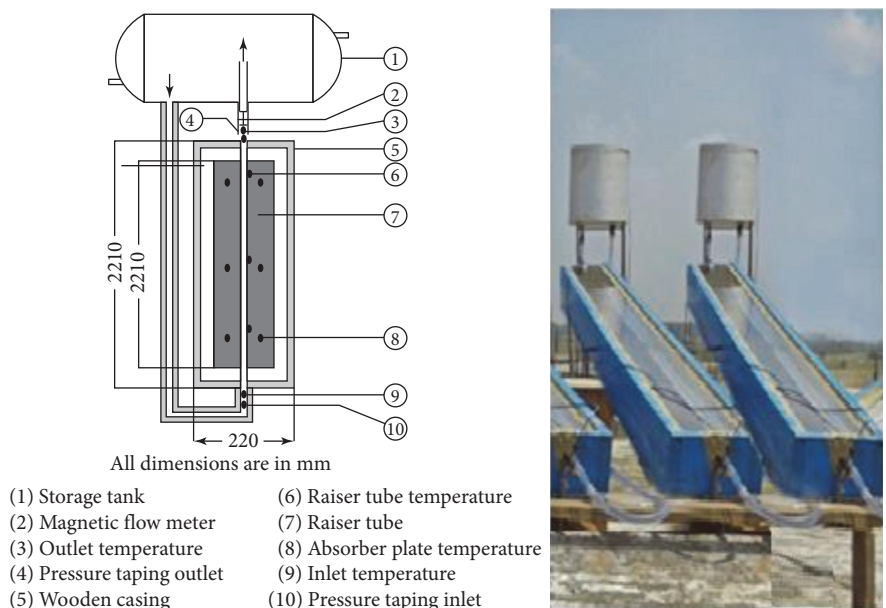 1
2
4
3
5
6
7
2210
2210
8
9
10
220
All dimensions are in mm
(1) Storage tank
(2) Magnetic flow meter
(3) Outlet temperature
(4) Pressure taping outlet
(5) Wooden casing
(6) Raiser tube temperature
(7) Raiser tube
(8) Absorber plate temperature
(9) Inlet temperature
(10) Pressure taping inlet